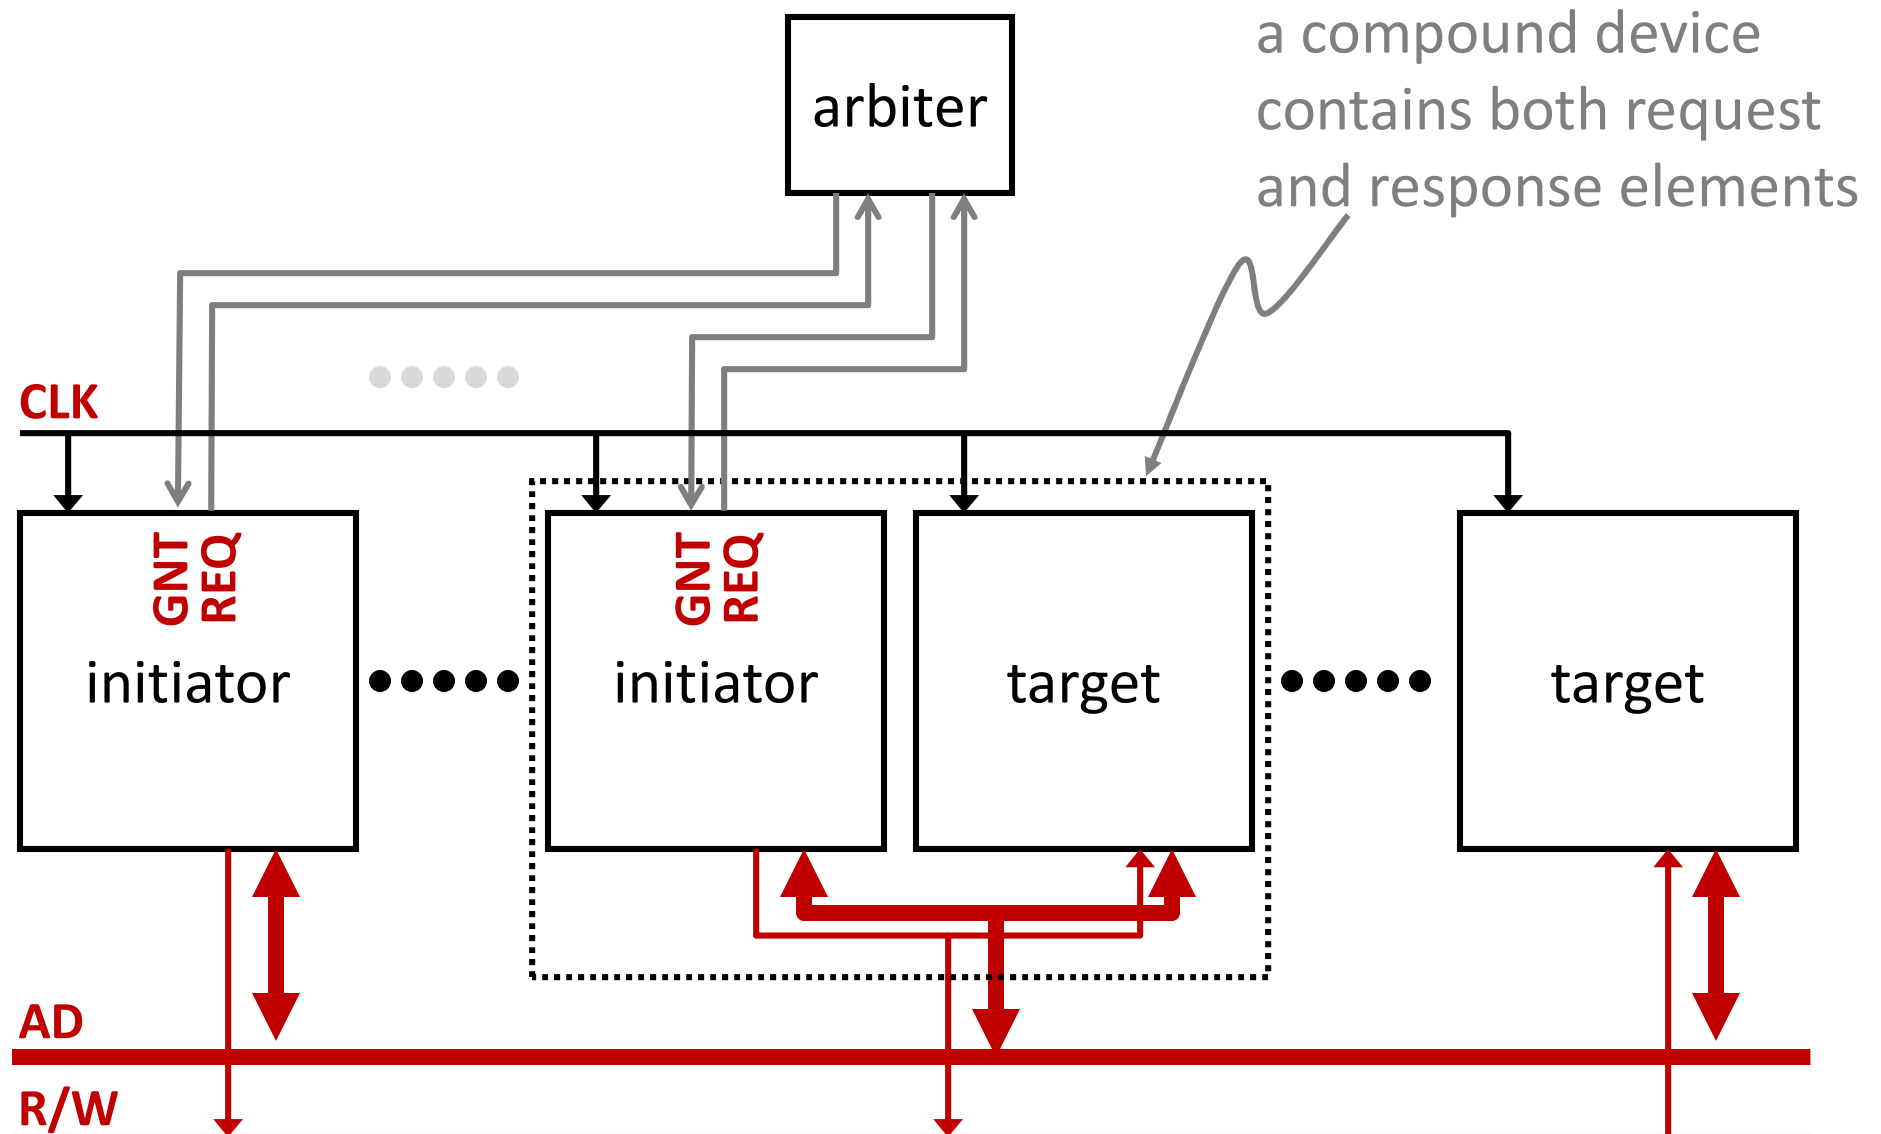 arbiter
a compound device
contains both request
and response elements
CLK
GNT
REQ
GNT
REQ
initiator
initiator
target
target
AD
R/W